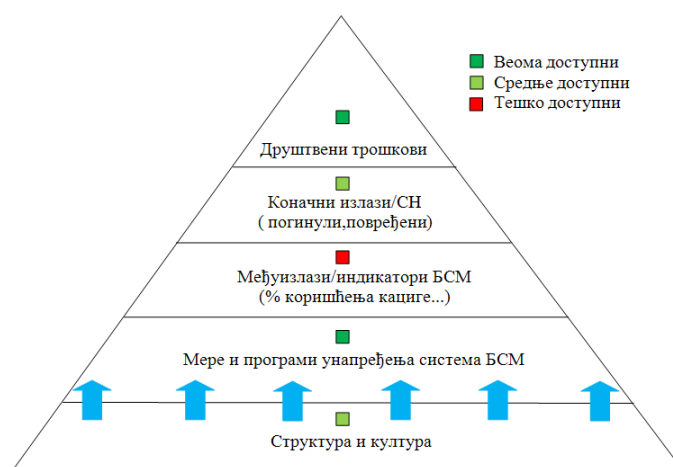 Веома доступни
Средње доступни
Тешко доступни
Друштвени трошкови
Коначни излази/СН
( погинули,повређени)
Међуизлази/индикатори БСМ
(% коришћења кациге...)
Мере и програми унапређења система БСМ
Структура и култура